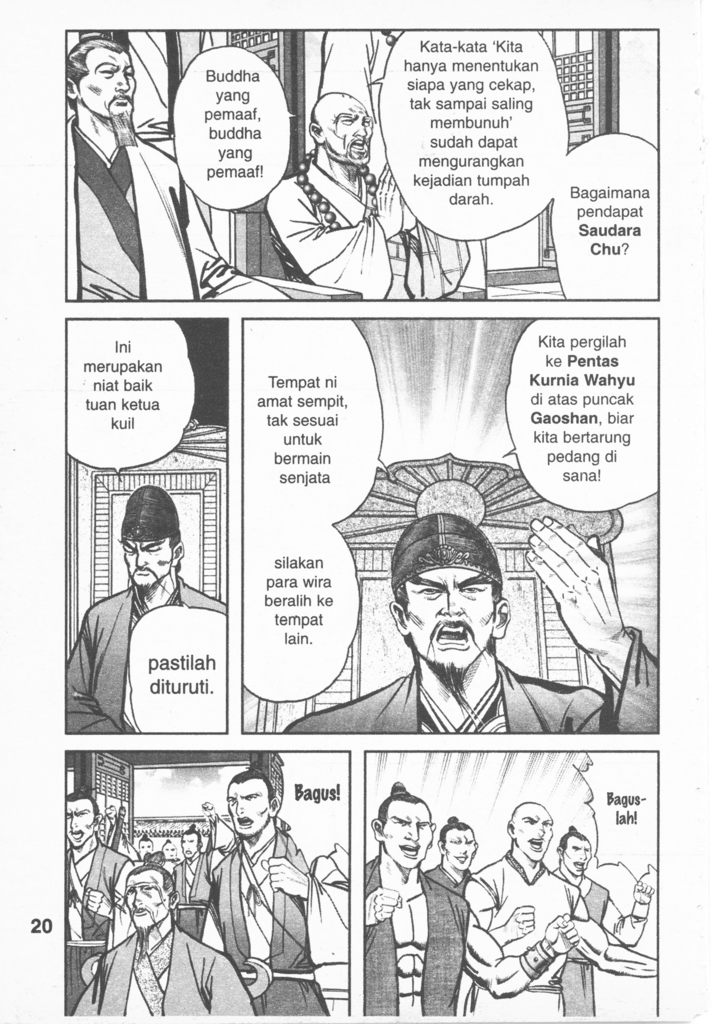 Buddha
yang
pemaaf,
buddha
yang
pemaaf!
Kata-kata ‘Kita
hanya menentukan
siapa yang cekap,
tak sampai saling
membunuh’
sudah dapat
mengurangkan
kejadian tumpah
darah.
Bagaimana
pendapat
Saudara
Chu?
Ini
merupakan
niat baik
tuan ketua
kuil
pastilah
dituruti.
Tempat ni
amat sempit,
tak sesuai
untuk
bermain
senjata
silakan
para wira
beralih ke
tempat
lain.
Kita pergilah
ke Pentas
Kurnia Wahyu
di atas puncak
Gaoshan, biar
kita bertarung
pedang di
sana!
Bagus!
Bagus-
lah!
20